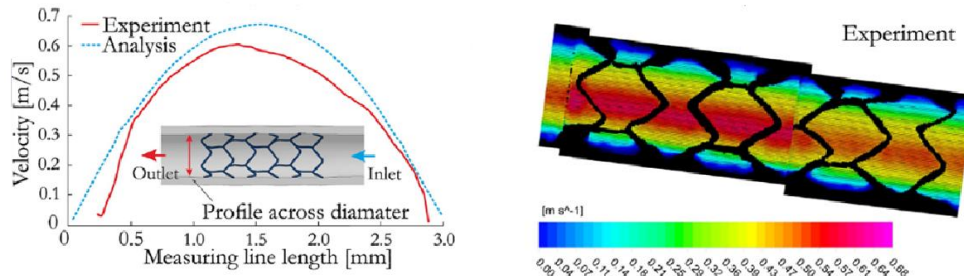 Experiment
Analysis
Velocity [m/s]
0.7
0.6
0.5
0.4
0.3
0.2
0.1
0
0 0.5 1.0 1.5 2.0 2.5 3.0
Measuring line length [mm]
Outlet
Inlet
Profile across diamater
Experiment
[m s^-1]
0.00 0.04 0.07 0.11 0.14 0.18 0.21 0.25 0.29 0.32 0.36 0.39 0.43 0.47 0.50 0.54 0.57 0.61 0.64 0.68